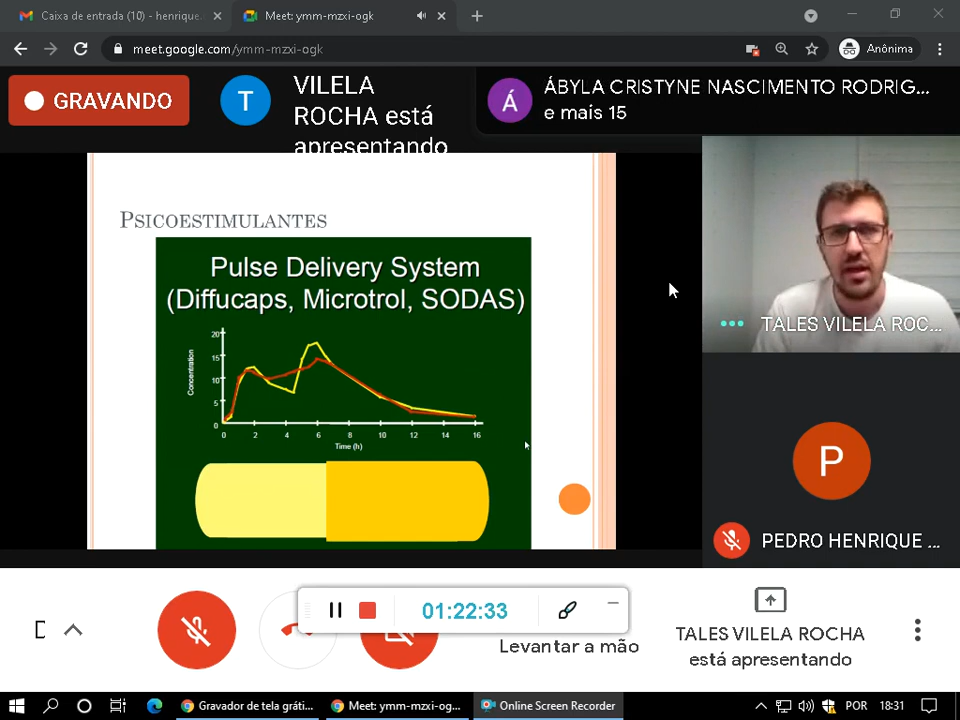 Caixa de entrada (10) - henrique.
Meet: ymm-mzxi-ogk
meet.google.com/ymm-mzxi-ogk
Anônima
GRAVANDO
T
VILELA
ROCHA está
apresentando
Á
ÁBYLA CRISTYNE NASCIMENTO RODRIG...
e mais 15
PSICOESTIMULANTES
Pulse Delivery System
(Diffucaps, Microtrol, SODAS)
Concentration
20
15
10
5
0
0 2 4 6 8 10 12 14 16
Time (h)
TALES VILELA ROC...
P
PEDRO HENRIQUE ...
01:22:33
Levantar a mão
TALES VILELA ROCHA
está apresentando
Gravador de tela gráti...
Meet: ymm-mzxi-og...
Online Screen Recorder
POR
18:31